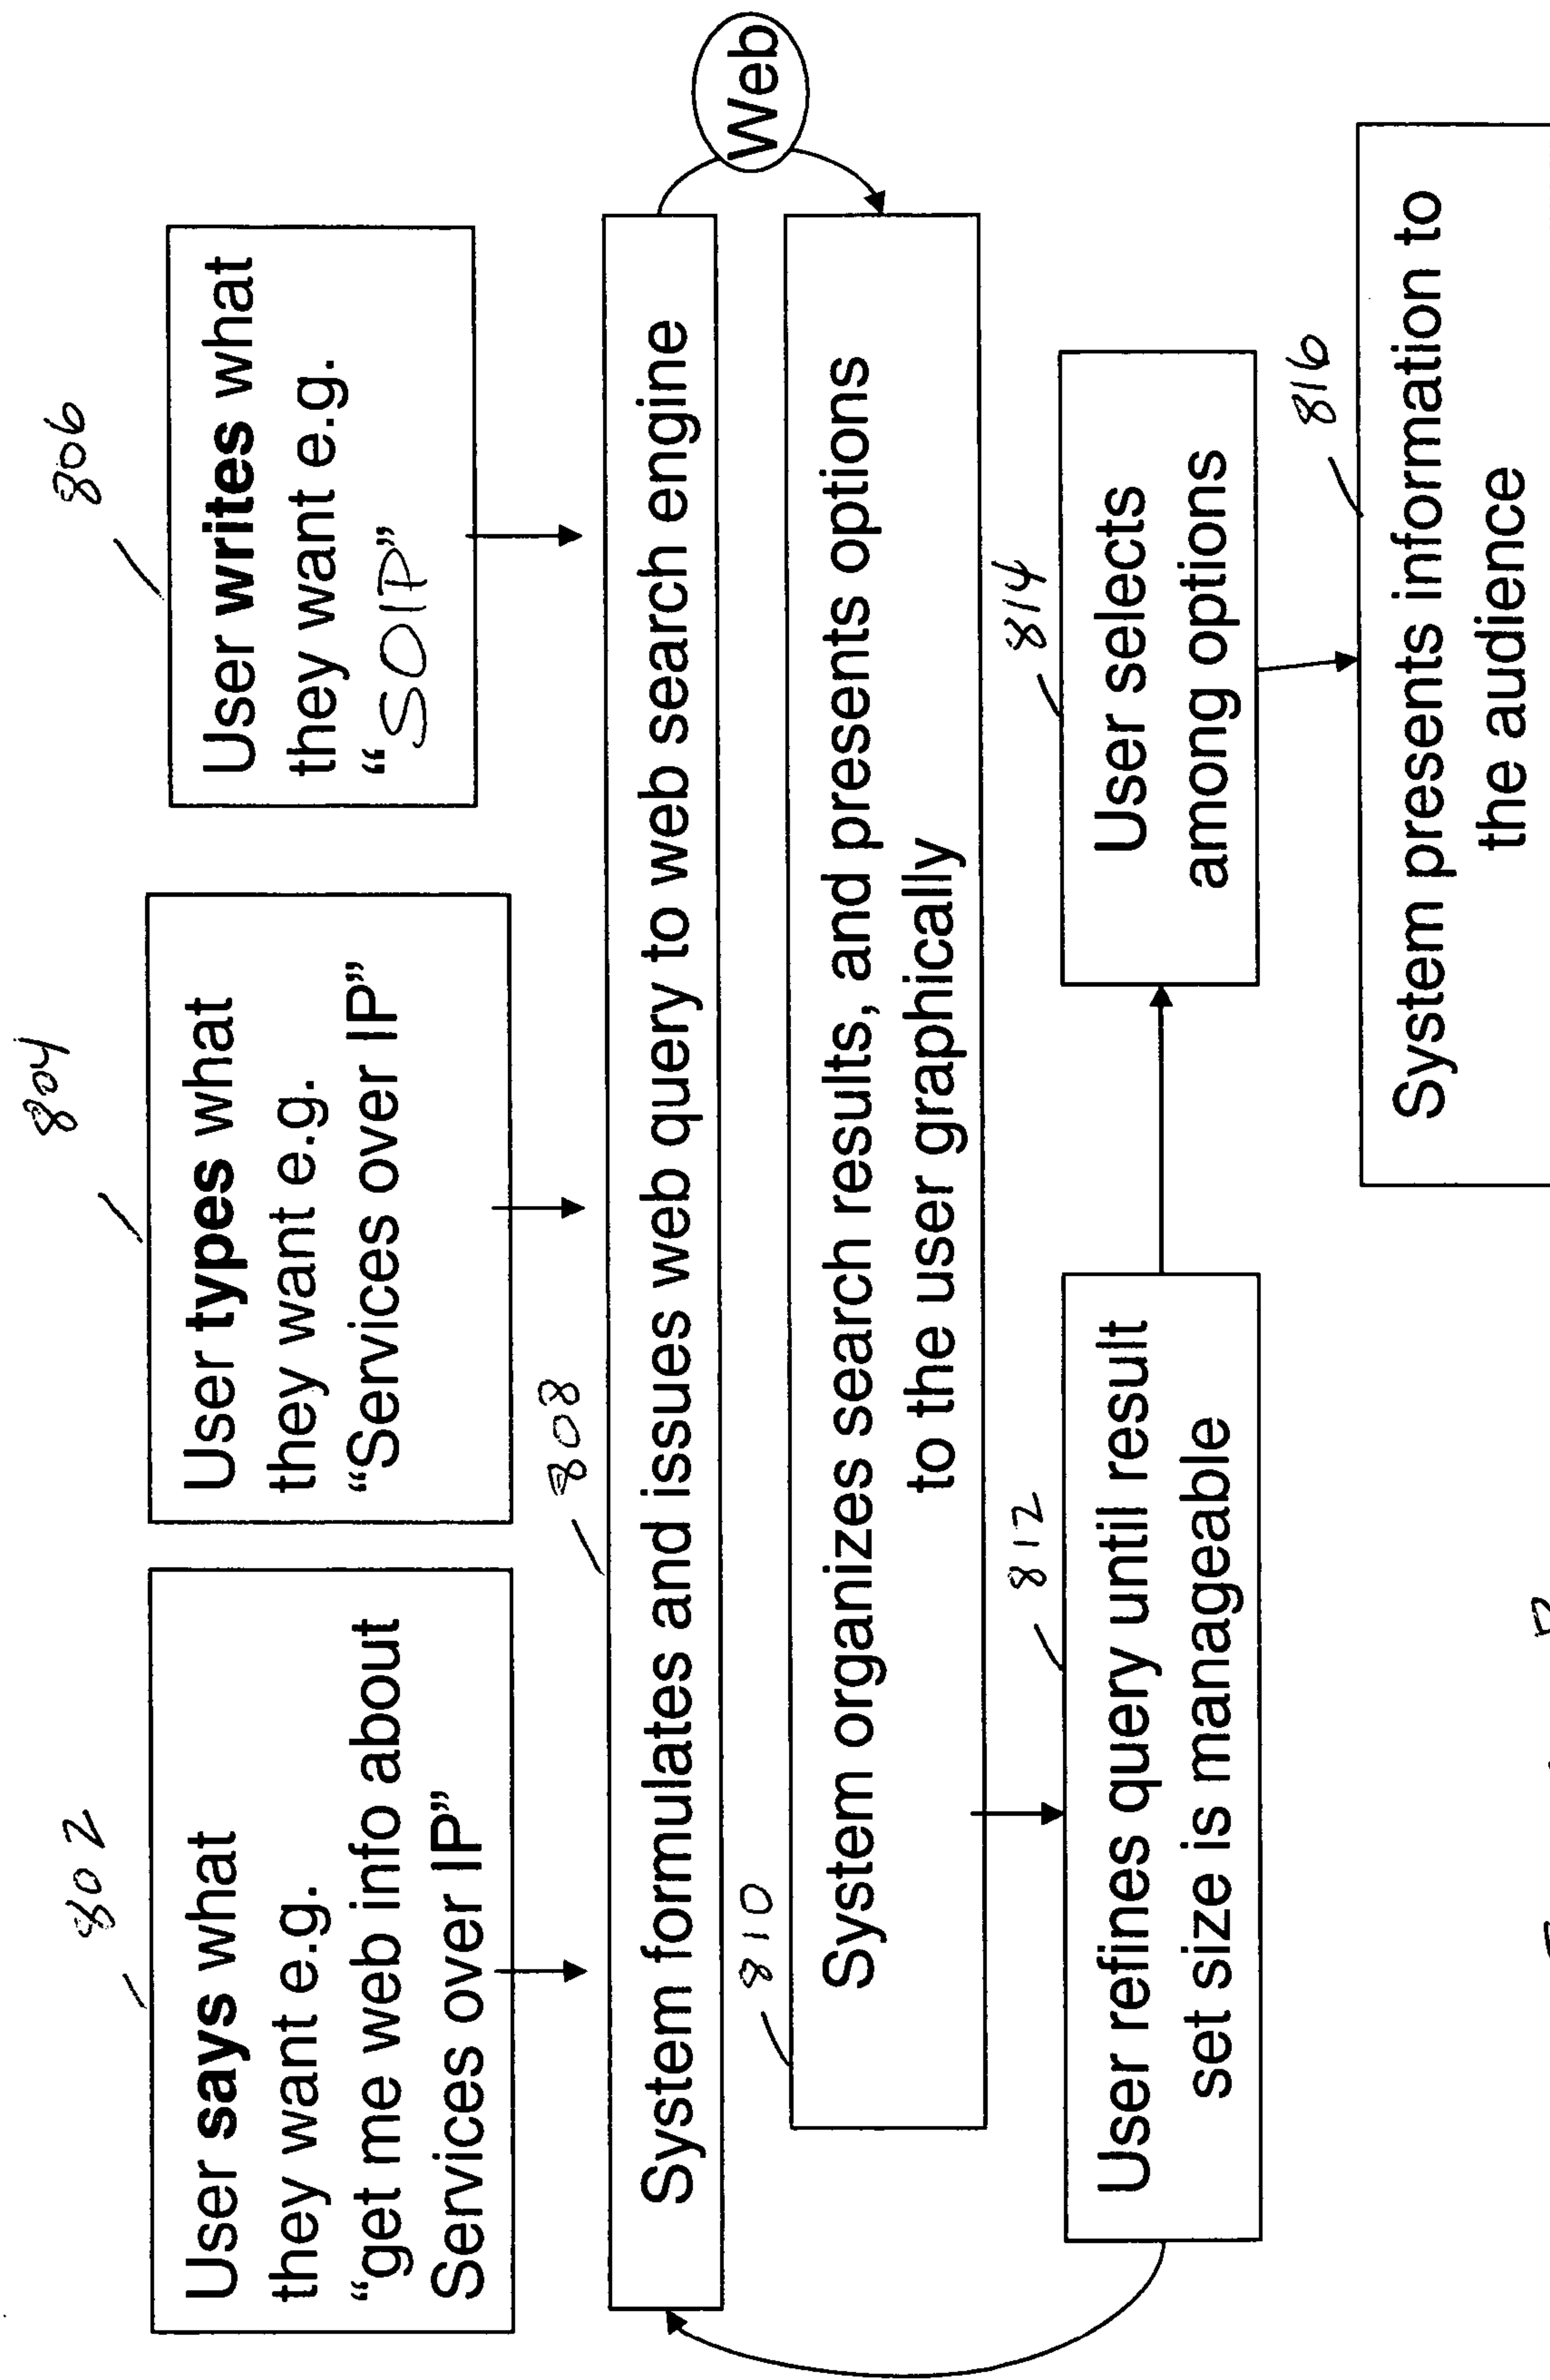 802
User says what
they want e.g.
“get me web info about
Services over IP”
804
User types what
they want e.g.
“Services over IP”
806
User writes what
they want e.g.
“SOIP”
808
System formulates and issues web query to web search engine
Web
810
System organizes search results, and presents options
to the user graphically
812
User refines query until result
set size is manageable
814
User selects
among options
816
System presents information to
the audience